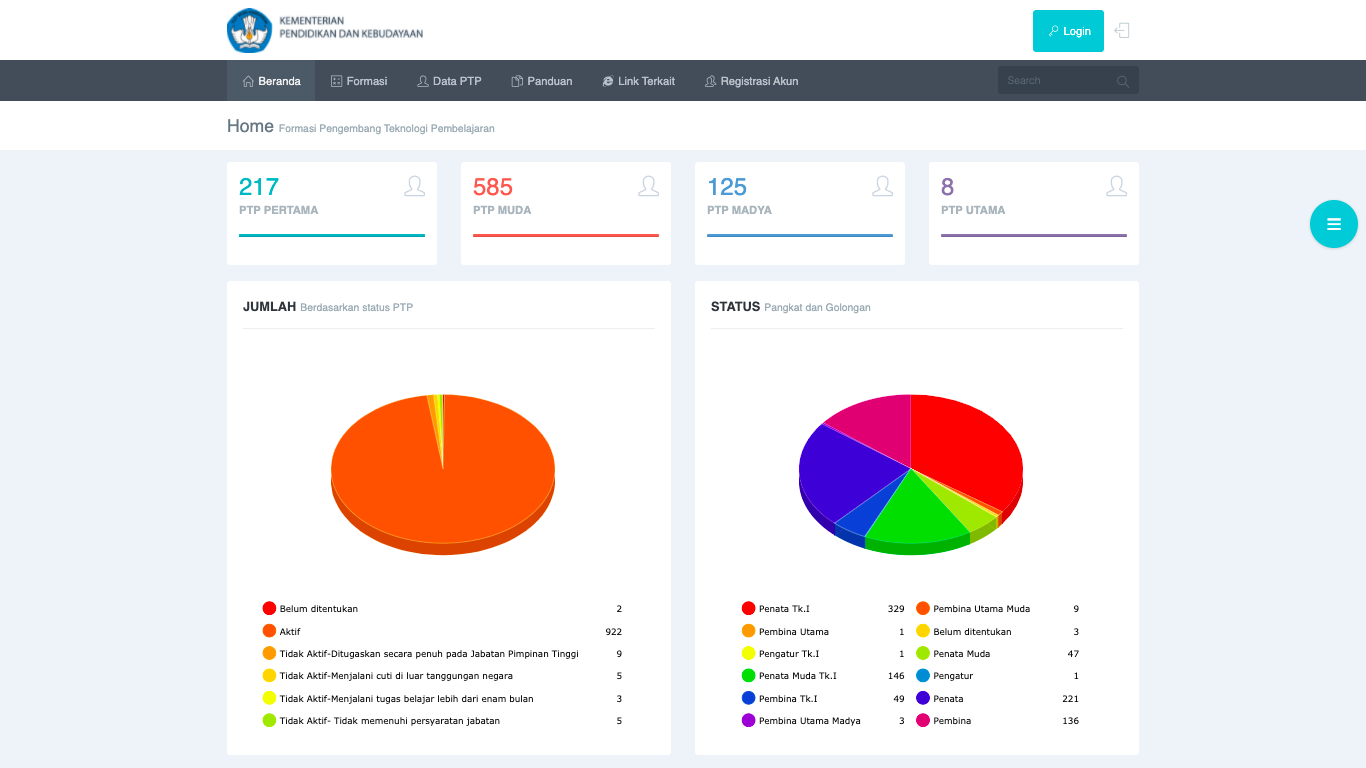 KEMENTERIAN
PENDIDIKAN DAN KEBUDAYAAN
Login
Beranda Formasi Data PTP Panduan Link Terkait Registrasi Akun Search
Home Formasi Pengembang Teknologi Pembelajaran
217 585 125 8
PTP PERTAMA PTP MUDA PTP MADYA PTP UTAMA
JUMLAH Berdasarkan status PTP
Belum ditentukan 2
Aktif 922
Tidak Aktif-Ditugaskan secara penuh pada Jabatan Pimpinan Tinggi 9
Tidak Aktif-Menjalani cuti di luar tanggungan negara 5
Tidak Aktif-Menjalani tugas belajar lebih dari enam bulan 3
Tidak Aktif- Tidak memenuhi persyaratan jabatan 5
STATUS Pangkat dan Golongan
Penata Tk.I 329 Pembina Utama Muda 9
Pembina Utama 1 Belum ditentukan 3
Pengatur Tk.I 1 Penata Muda 47
Penata Muda Tk.I 146 Pengatur 1
Pembina Tk.I 49 Penata 221
Pembina Utama Madya 3 Pembina 136